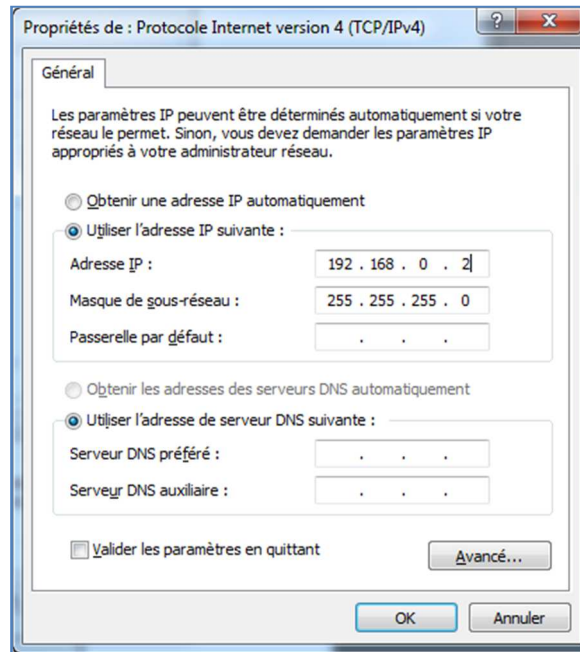 Propriétés de : Protocole Internet version 4 (TCP/IPv4)
Général
Les paramètres IP peuvent être déterminés automatiquement si votre
réseau le permet. Sinon, vous devez demander les paramètres IP
appropriés à votre administrateur réseau.
Obtenir une adresse IP automatiquement
Utiliser l'adresse IP suivante :
Adresse IP : 192 . 168 . 0 . 2
Masque de sous-réseau : 255 . 255 . 255 . 0
Passerelle par défaut : . . .
Obtenir les adresses des serveurs DNS automatiquement
Utiliser l'adresse de serveur DNS suivante :
Serveur DNS préféré : . . .
Serveur DNS auxiliaire : . . .
Valider les paramètres en quittant
Avancé...
OK Annuler